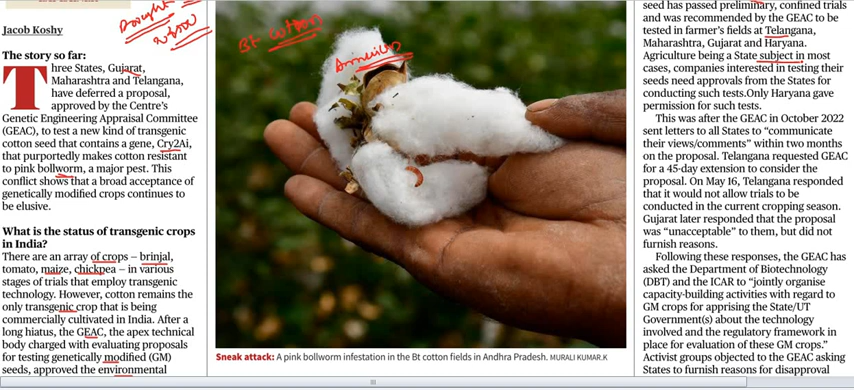 Jacob Koshy
The story so far:
Three States, Gujarat,
Maharashtra and Telangana,
have deferred a proposal,
approved by the Centre's
Genetic Engineering Appraisal Committee
(GEAC), to test a new kind of transgenic
cotton seed that contains a gene, Cry2Ai,
that purportedly makes cotton resistant
to pink bollworm, a major pest. This
conflict shows that a broad acceptance of
genetically modified crops continues to
be elusive.
What is the status of transgenic crops
in India?
There are an array of crops — brinjal,
tomato, maize, chickpea — in various
stages of trials that employ transgenic
technology. However, cotton remains the
only transgenic crop that is being
commercially cultivated in India. After a
long hiatus, the GEAC, the apex technical
body charged with evaluating proposals
for testing genetically modified (GM)
seeds, approved the environmental
Bt cotton
Sneak attack: A pink bollworm infestation in the Bt cotton fields in Andhra Pradesh. MURALI KUMAR.K
seed has passed preliminary, confined trials
and was recommended by the GEAC to be
tested in farmer's fields at Telangana,
Maharashtra, Gujarat and Haryana.
Agriculture being a State subject in most
cases, companies interested in testing their
seeds need approvals from the States for
conducting such tests.Only Haryana gave
permission for such tests.
This was after the GEAC in October 2022
sent letters to all States to “communicate
their views/comments” within two months
on the proposal. Telangana requested GEAC
for a 45-day extension to consider the
proposal. On May 16, Telangana responded
that it would not allow trials to be
conducted in the current cropping season.
Gujarat later responded that the proposal
was “unacceptable” to them, but did not
furnish reasons.
Following these responses, the GEAC has
asked the Department of Biotechnology
(DBT) and the ICAR to “jointly organise
capacity-building activities with regard to
GM crops for apprising the State/UT
Government(s) about the technology
involved and the regulatory framework in
place for evaluation of these GM crops.”
Activist groups objected to the GEAC asking
States to furnish reasons for disapproval